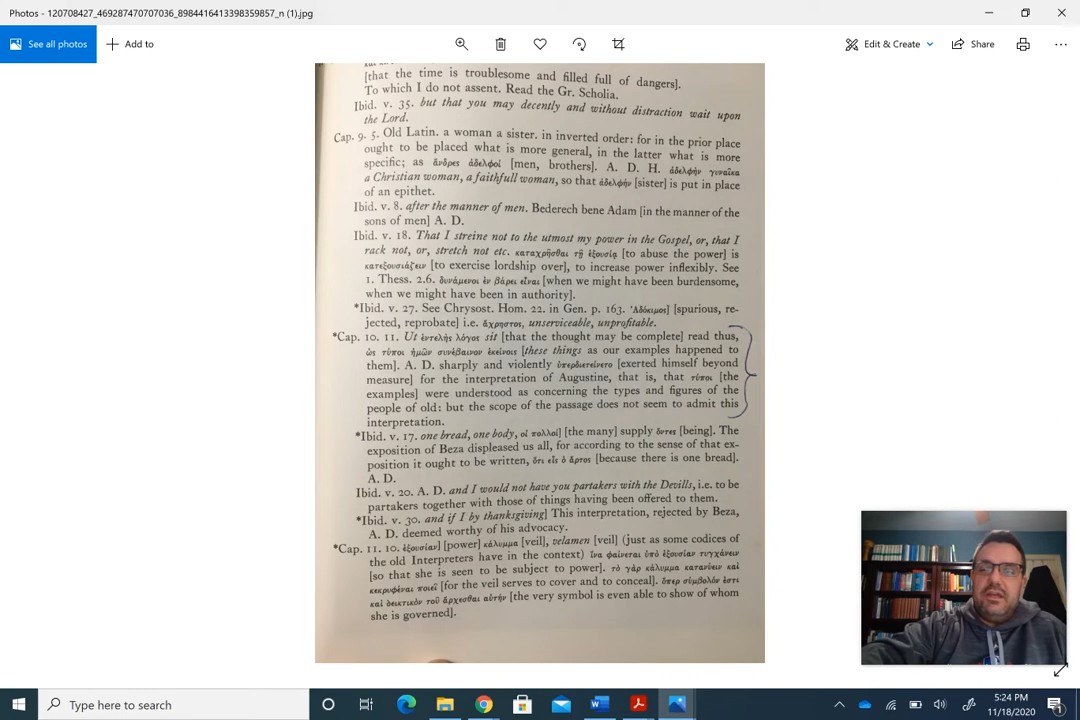 Photos - 120708427_469287470707036_8984416413398359857_n (1).jpg
See all photos
Add to
Edit & Create
Share
[that the time is troublesome and filled full of dangers].
To which I do not assent. Read the Gr. Scholia.
Ibid. v. 35. but that you may decently and without distraction wait upon
the Lord.
Cap. 9. 5. Old Latin. a woman a sister. in inverted order: for in the prior place
ought to be placed what is more general, in the latter what is more
specific; as ἄνδρες ἀδελφοί [men, brothers]. A. D. H. ἀδελφὴν γυναῖκα
a Christian woman, a faithfull woman, so that ἀδελφήν [sister] is put in place
of an epithet.
Ibid. v. 8. after the manner of men. Bederech bene Adam [in the manner of the
sons of men] A. D.
Ibid. v. 18. That I streine not to the utmost my power in the Gospel, or, that I
rack not, or, stretch not etc. καταχρῆσθαι τῇ ἐξουσίᾳ [to abuse the power] is
κατεξουσιάζειν [to exercise lordship over], to increase power inflexibly. See
1. Thess. 2.6. δυνάμενοι ἐν βάρει εἶναι [when we might have been burdensome,
when we might have been in authority].
*Ibid. v. 27. See Chrysost. Hom. 22. in Gen. p. 163. Ἀδόκιμος [spurious, re-
jected, reprobate] i.e. ἄχρηστος, unserviceable, unprofitable.
*Cap. 10. 11. Ut ἐντελὴς λόγος sit [that the thought may be complete] read thus,
ὡς τύποι ἡμῶν συνέβαινον ἐκείνοις [these things as our examples happened to
them]. A. D. sharply and violently ὑπερδιετείνετο [exerted himself beyond
measure] for the interpretation of Augustine, that is, that τύποι [the
examples] were understood as concerning the types and figures of the
people of old: but the scope of the passage does not seem to admit this
interpretation.
*Ibid. v. 17. one bread, one body, οἱ πολλοί [the many] supply ὄντες [being]. The
exposition of Beza displeased us all, for according to the sense of that ex-
position it ought to be written, ὅτι εἷς ὁ ἄρτος [because there is one bread].
A. D.
Ibid. v. 20. A. D. and I would not have you partakers with the Devills, i.e. to be
partakers together with those of things having been offered to them.
*Ibid. v. 30. and if I by thanksgiving] This interpretation, rejected by Beza,
A. D. deemed worthy of his advocacy.
*Cap. 11. 10. ἐξουσίαν] [power] κάλυμμα [veil], velamen [veil] (just as some codices of
the old Interpreters have in the context) ἵνα φαίνεται ὑπὸ ἐξουσίαν τυγχάνειν
[so that she is seen to be subject to power]. τὸ γὰρ κάλυμμα κατανύειν καὶ
κεκρυφέναι ποιεῖ [for the veil serves to cover and to conceal]. ὅπερ σύμβολόν ἐστι
καὶ δεικτικὸν τοῦ ἄρχεσθαι αὐτήν [the very symbol is even able to show of whom
she is governed].
Type here to search
5:24 PM
11/18/2020